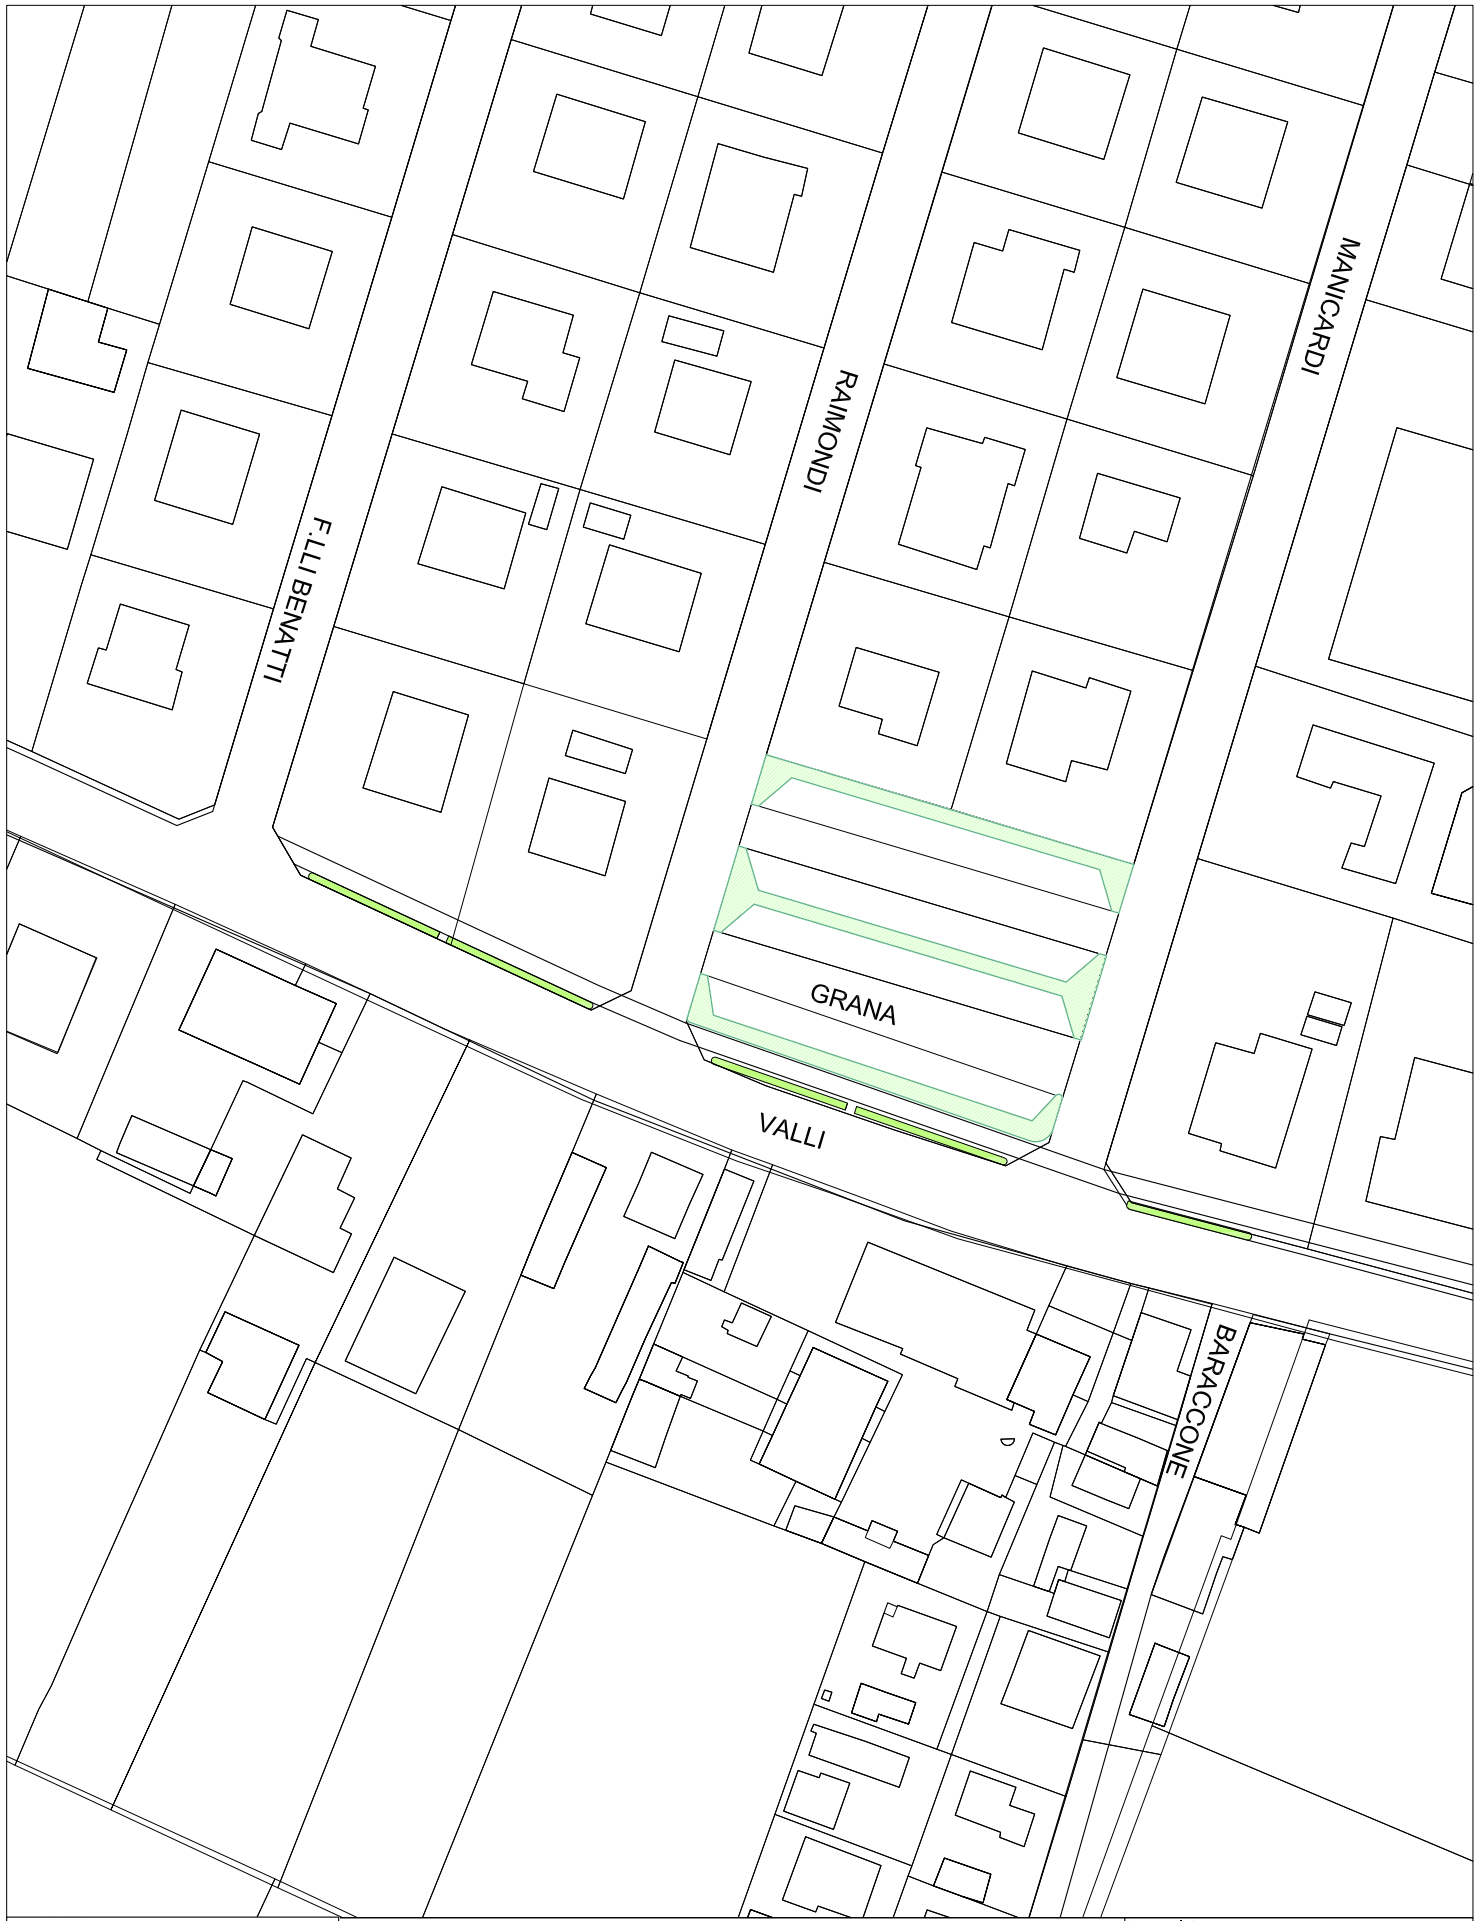 MANICARDI
RAIMONDI
F.LLI BENATTI
GRANA
VALLI
BARACCONE